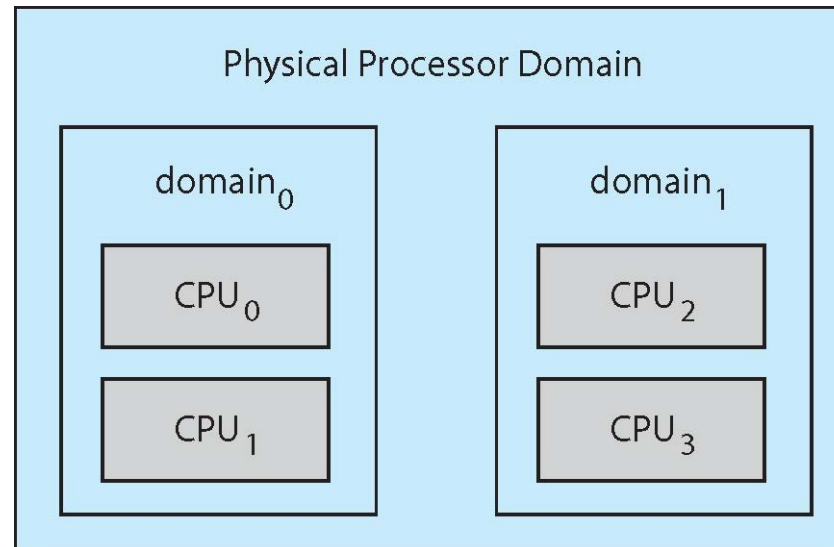 Physical Processor Domain
domain₀
CPU₀
CPU₁
domain₁
CPU₂
CPU₃